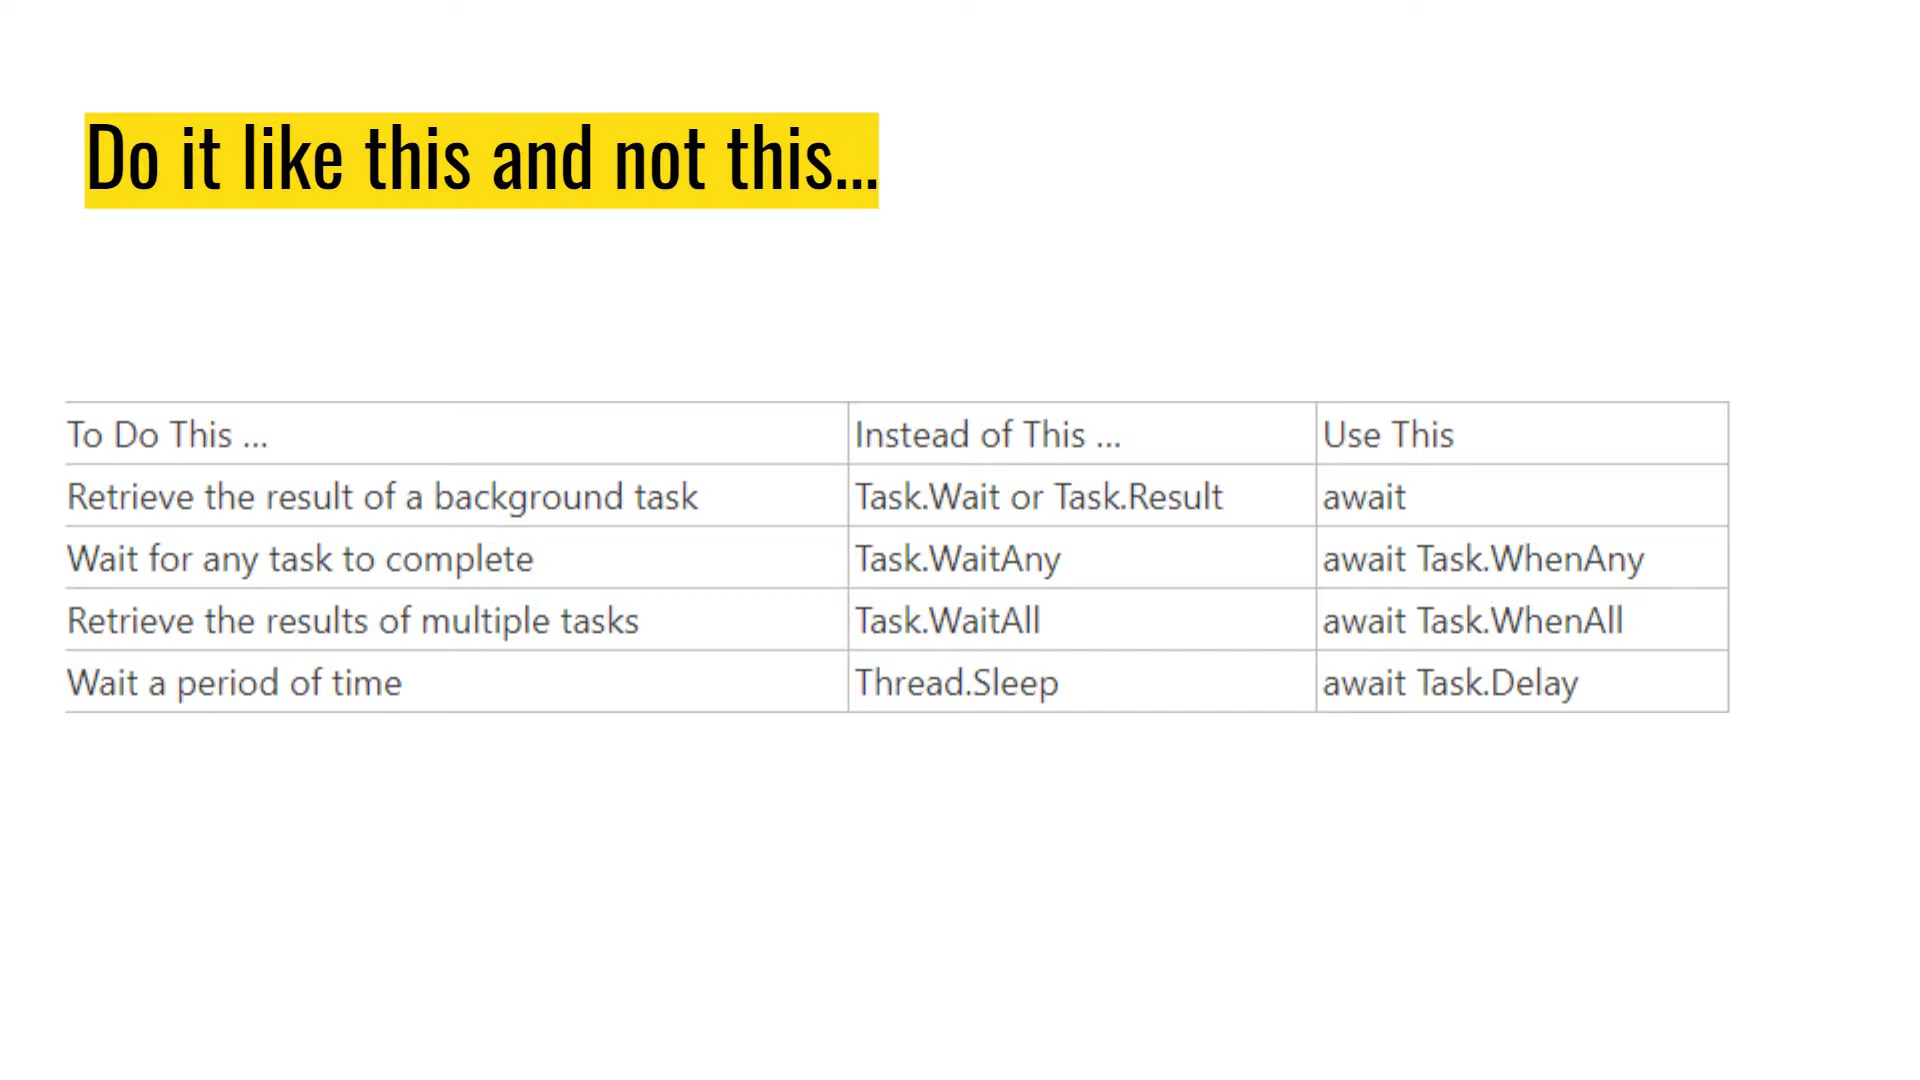 Do it like this and not this...
To Do This ... Instead of This ... Use This
Retrieve the result of a background task Task.Wait or Task.Result await
Wait for any task to complete Task.WaitAny await Task.WhenAny
Retrieve the results of multiple tasks Task.WaitAll await Task.WhenAll
Wait a period of time Thread.Sleep await Task.Delay